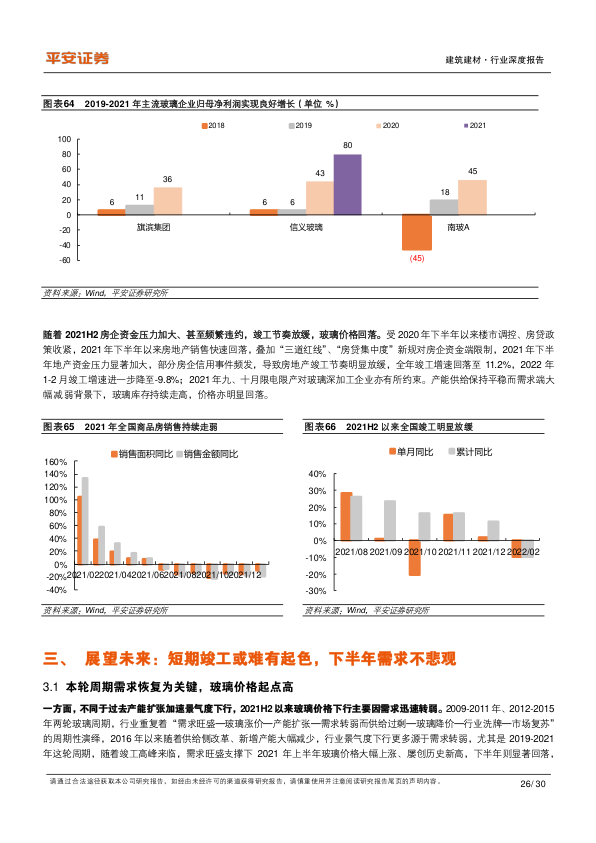 平安证券
建筑建材·行业深度报告
图表64 2019-2021 年主流玻璃企业归母净利润实现良好增长（单位 %）
2018 2019 2020 2021
100
80
60
40
20
0
-20
-40
-60
6 11 36
6 6 43 80
(45) 18 45
旗滨集团 信义玻璃 南玻A
资料来源：Wind，平安证券研究所
随着 2021H2 房企资金压力加大、甚至频繁违约，竣工节奏放缓，玻璃价格回落。受 2020 年下半年以来楼市调控、房贷政
策收紧，2021 年下半年以来房地产销售快速回落，叠加“三道红线”、“房贷集中度”新规对房企资金端限制，2021 年下半
年地产资金压力显著加大，部分房企信用事件频发，导致房地产竣工节奏明显放缓，全年竣工增速回落至 11.2%，2022 年
1-2 月竣工增速进一步降至-9.8%；2021 年九、十月限电限产对玻璃深加工企业亦有所约束。产能供给保持平稳而需求端大
幅减弱背景下，玻璃库存持续走高，价格亦明显回落。
图表65 2021 年全国商品房销售持续走弱
销售面积同比 销售金额同比
160%
140%
120%
100%
80%
60%
40%
20%
0%
-20%
-40%
2021/02 2021/04 2021/06 2021/08 2021/10 2021/12
资料来源：Wind，平安证券研究所
图表66 2021H2 以来全国竣工明显放缓
单月同比 累计同比
40%
30%
20%
10%
0%
-10%
-20%
-30%
2021/08 2021/09 2021/10 2021/11 2021/12 2022/02
资料来源：Wind，平安证券研究所
三、 展望未来：短期竣工或难有起色，下半年需求不悲观
3.1 本轮周期需求恢复为关键，玻璃价格起点高
一方面，不同于过去产能扩张加速景气度下行，2021H2 以来玻璃价格下行主要因需求迅速转弱。2009-2011 年、2012-2015
年两轮玻璃周期，行业重复着“需求旺盛—玻璃涨价—产能扩张—需求转弱而供给过剩—玻璃降价—行业洗牌—市场复苏”
的周期性演绎，2016 年以来随着供给侧改革、新增产能大幅减少，行业景气度下行更多源于需求转弱，尤其是 2019-2021
年这轮周期，随着竣工高峰来临，需求旺盛支撑下 2021 年上半年玻璃价格大幅上涨、屡创历史新高，下半年则显著回落，
请通过合法途径获取本公司研究报告，如经由未经许可的渠道获得研究报告，请慎重使用并注意阅读研究报告尾页的声明内容。
26/ 30